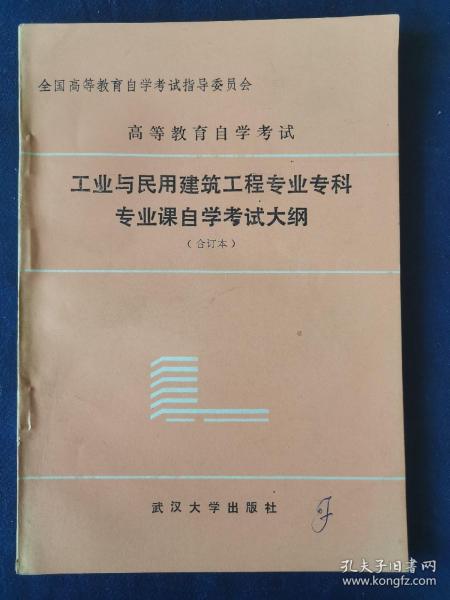 全国高等教育自学考试指导委员会
高等教育自学考试
工业与民用建筑工程专业专科
专业课自学考试大纲
（合订本）
武汉大学出版社
孔夫子旧书网
www.kongfz.com